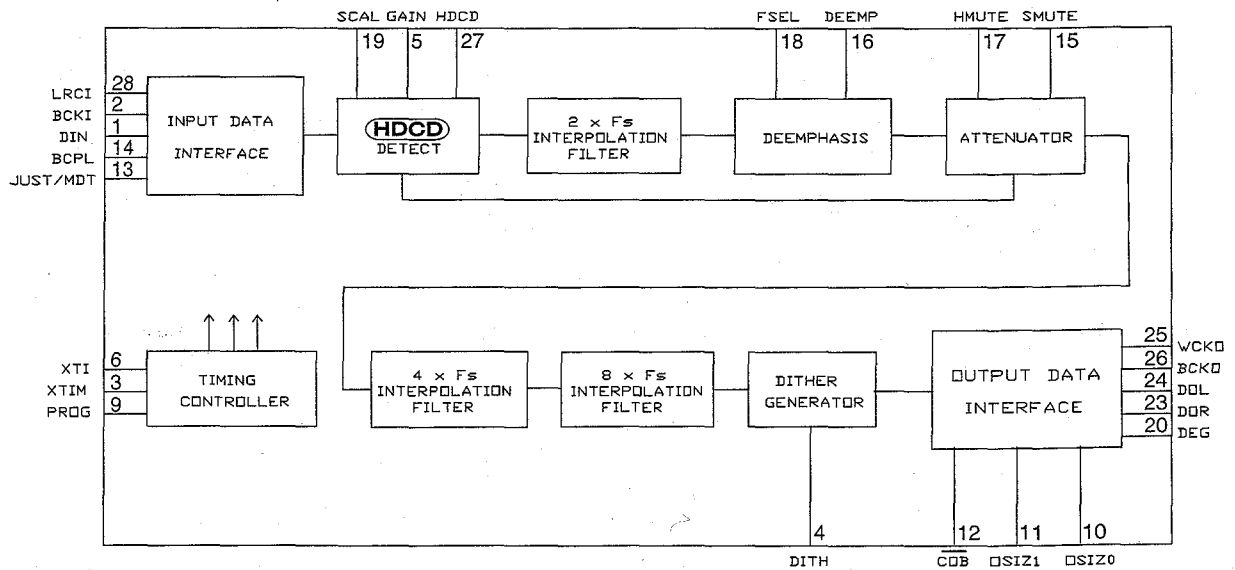 SCAL GAIN HDCD FSEL DEEMP HMUTE SMUTE
19 5 27 18 16 17 15
LRCI 28
BCKI 2
DIN 1
BCPL 14
JUST/MDT 13
INPUT DATA
INTERFACE
HDCD
DETECT
2 x Fs
INTERPOLATION
FILTER
DEEMPHASIS
ATTENUATOR
XTI 6
XTIM 3
PROG 9
TIMING
CONTROLLER
4 x Fs
INTERPOLATION
FILTER
8 x Fs
INTERPOLATION
FILTER
DITHER
GENERATOR
OUTPUT DATA
INTERFACE
25 WCKO
26 BCKO
24 DOL
23 DOR
20 DEG
4 12 11 10
DITH COB OSIZ1 OSIZ0